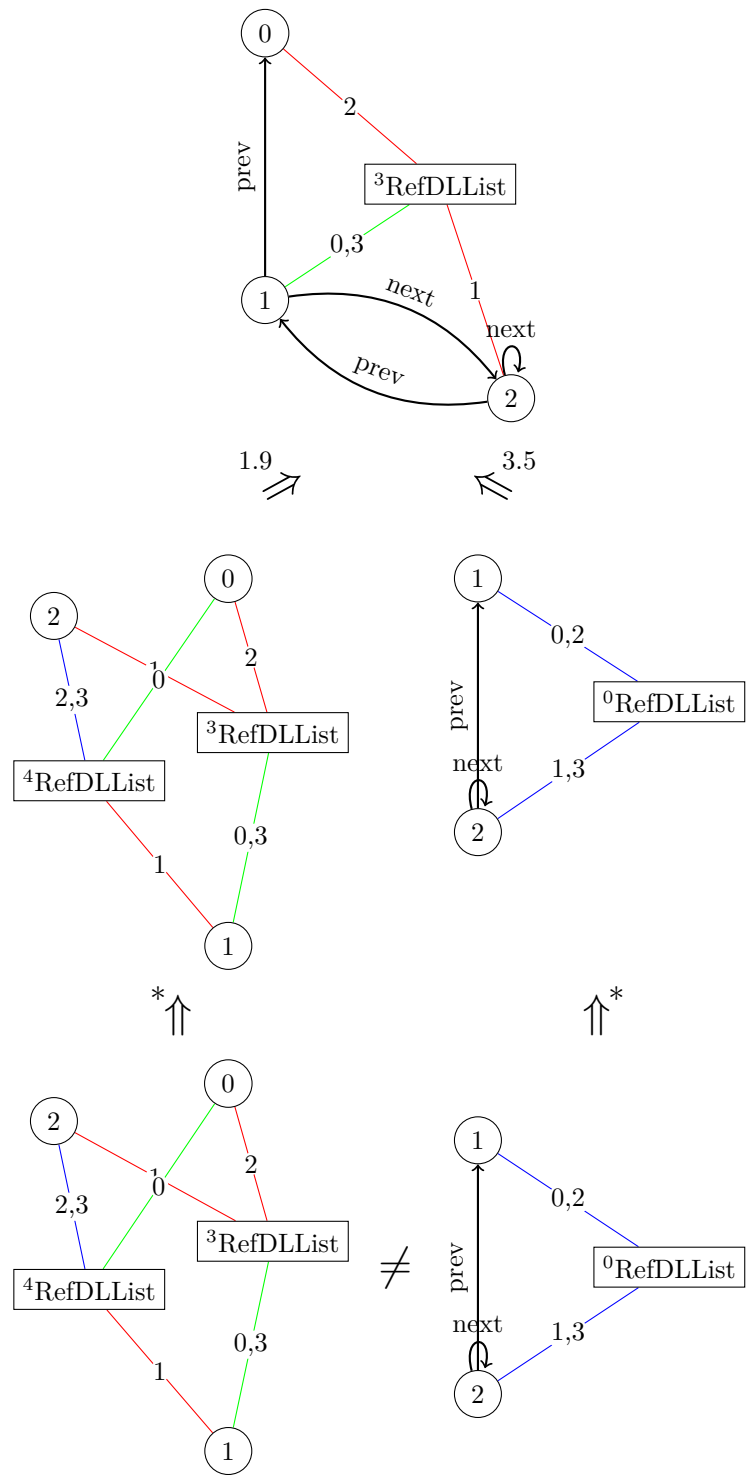 0
2
prev
³RefDLList
0,3
1
next
1
next
prev
2
1.9
3.5
⇒
⇐
0
1
2
1
0
2
0,2
2,3
prev
³RefDLList
⁰RefDLList
⁴RefDLList
next
1,3
0,3
2
1
1
*
⇑
⇑
*
0
2
1
1
0
2
0,2
2,3
prev
³RefDLList
≠
⁰RefDLList
⁴RefDLList
next
1,3
0,3
1
2
1